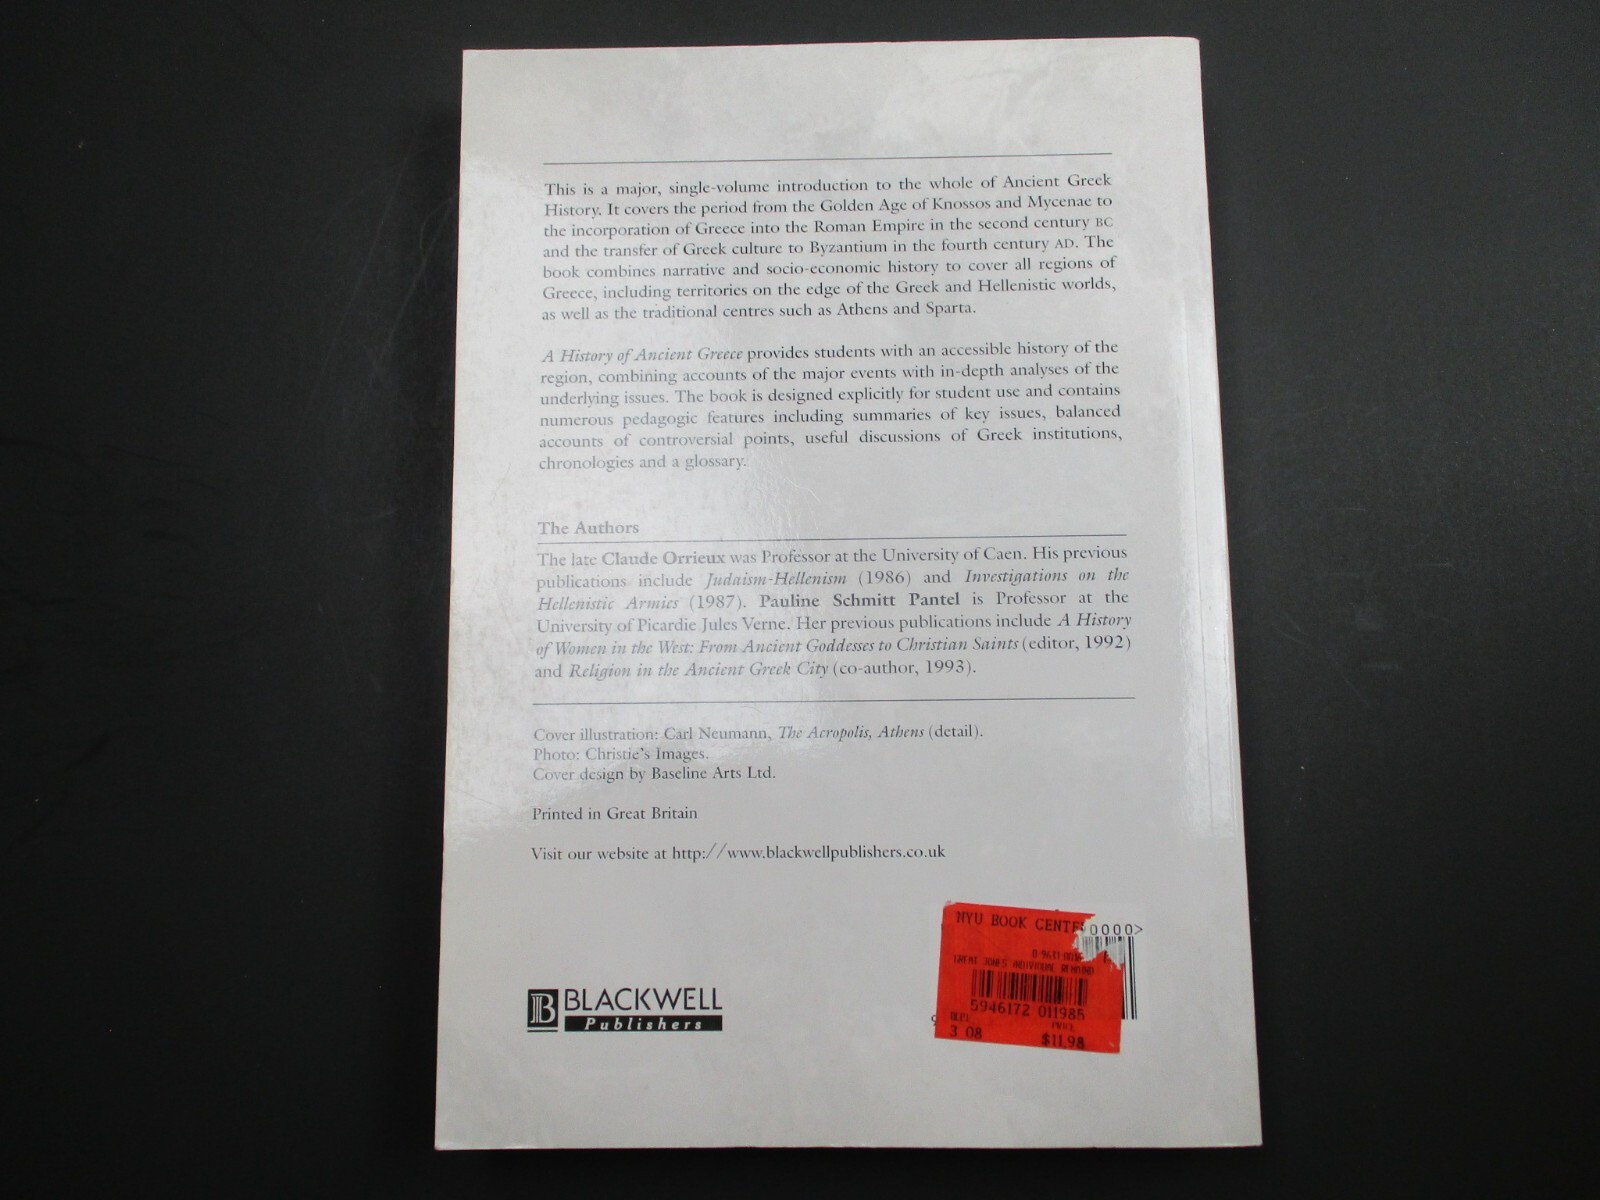 This is a major, single-volume introduction to the whole of Ancient Greek
History. It covers the period from the Golden Age of Knossos and Mycenae to
the incorporation of Greece into the Roman Empire in the second century BC
and the transfer of Greek culture to Byzantium in the fourth century AD. The
book combines narrative and socio-economic history to cover all regions of
Greece, including territories on the edge of the Greek and Hellenistic worlds,
as well as the traditional centres such as Athens and Sparta.
A History of Ancient Greece provides students with an accessible history of the
region, combining accounts of the major events with in-depth analyses of the
underlying issues. The book is designed explicitly for student use and contains
numerous pedagogic features including summaries of key issues, balanced
accounts of controversial points, useful discussions of Greek institutions,
chronologies and a glossary.
The Authors
The late Claude Orrieux was Professor at the University of Caen. His previous
publications include Judaism-Hellenism (1986) and Investigations on the
Hellenistic Armies (1987). Pauline Schmitt Pantel is Professor at the
University of Picardie Jules Verne. Her previous publications include A History
of Women in the West: From Ancient Goddesses to Christian Saints (editor, 1992)
and Religion in the Ancient Greek City (co-author, 1993).
Cover illustration: Carl Neumann, The Acropolis, Athens (detail).
Photo: Christie's Images.
Cover design by Baseline Arts Ltd.
Printed in Great Britain
Visit our website at http://www.blackwellpublishers.co.uk
NYU BOOK CENTE
0000>
5946172 011985
PRICE
3 08 $11.98
B BLACKWELL
Publishers